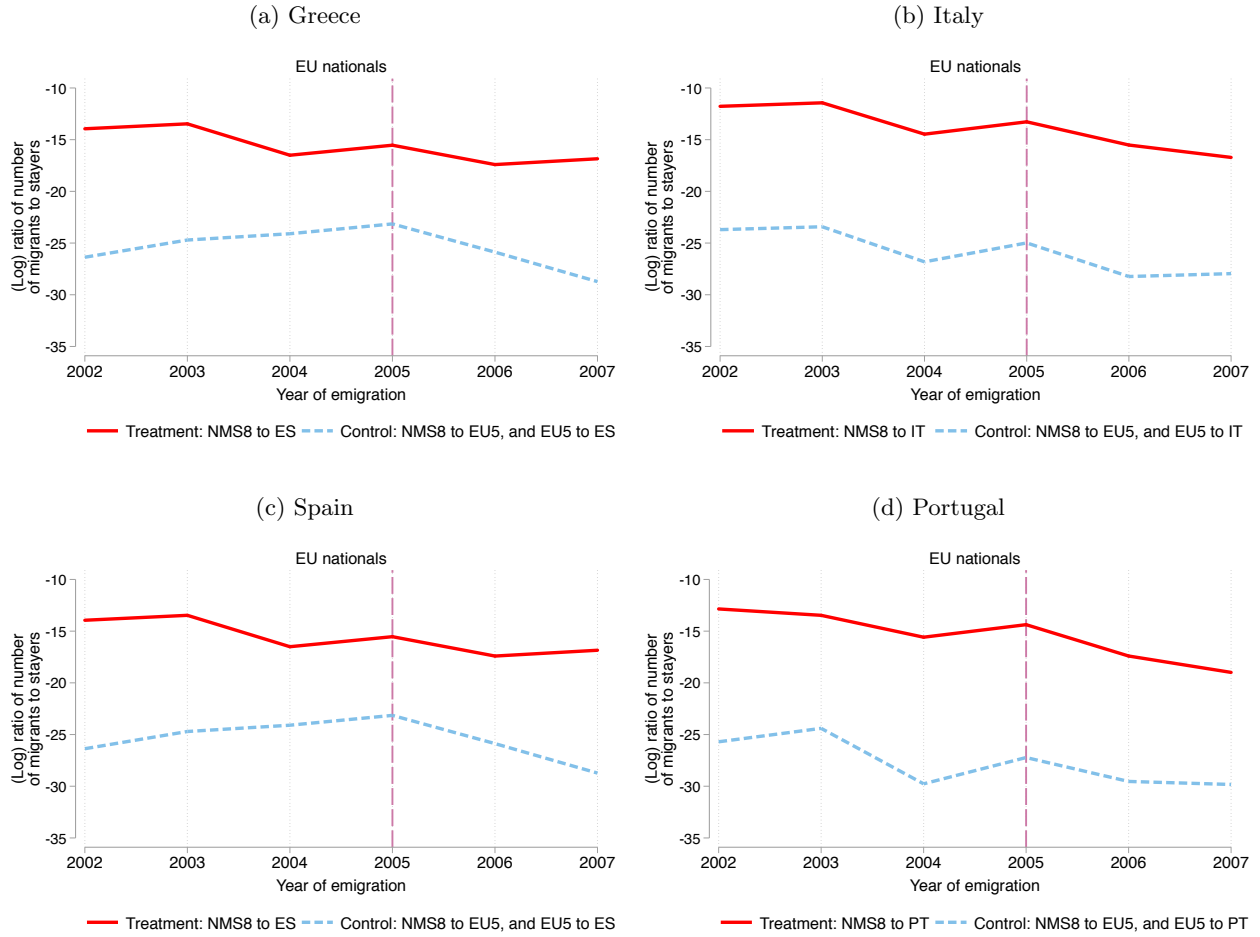 (a) Greece
EU nationals
(Log) ratio of number
of migrants to stayers
-10
-15
-20
-25
-30
-35
2002 2003 2004 2005 2006 2007
Year of emigration
Treatment: NMS8 to ES Control: NMS8 to EU5, and EU5 to ES
(b) Italy
EU nationals
(Log) ratio of number
of migrants to stayers
-10
-15
-20
-25
-30
-35
2002 2003 2004 2005 2006 2007
Year of emigration
Treatment: NMS8 to IT Control: NMS8 to EU5, and EU5 to IT
(c) Spain
EU nationals
(Log) ratio of number
of migrants to stayers
-10
-15
-20
-25
-30
-35
2002 2003 2004 2005 2006 2007
Year of emigration
Treatment: NMS8 to ES Control: NMS8 to EU5, and EU5 to ES
(d) Portugal
EU nationals
(Log) ratio of number
of migrants to stayers
-10
-15
-20
-25
-30
-35
2002 2003 2004 2005 2006 2007
Year of emigration
Treatment: NMS8 to PT Control: NMS8 to EU5, and EU5 to PT